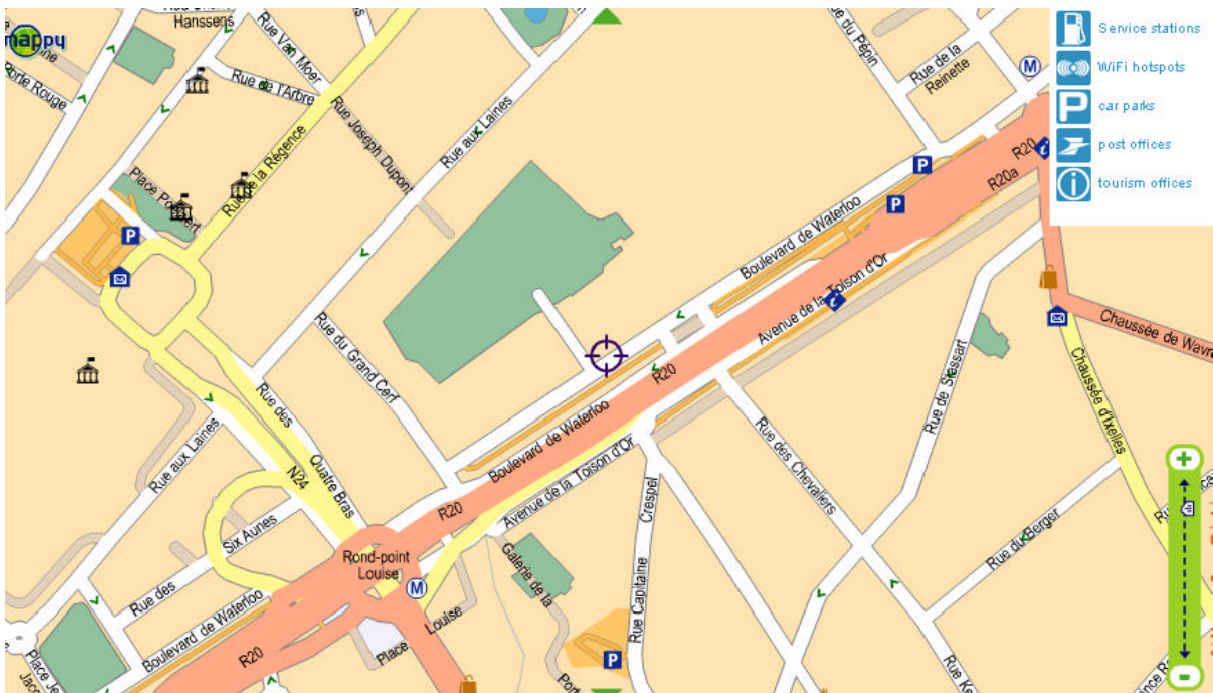 Hanssens
mappy
Porte Rouge
Rue Van Moer
Rue de l'Arbre
Rue Joseph Dupont
Rue aux Laines
Rue de la Régence
Place
Rue du Pépin
Rue de la
Reinette
M
Service stations
WiFi hotspots
P
car parks
post offices
i
tourism offices
R20
i
R20a
P
P
P
Boulevard de Waterloo
Avenue de la Toison d'Or
i
Chaussée de Wavre
Rue du Grand Cerf
R20
Rue de Stassart
Chaussée d'Ixelles
Rue des
Quatre Bras
Rue aux Laines
N24
Boulevard de Waterloo
Avenue de la Toison d'Or
Rue des Chevaliers
Crespel
Rue Capitaine
R20
Six Aunes
Rue des
Rond-point
Louise
M
Galerie de la
Rue du Berger
Boulevard de Waterloo
R20
Place
Louise
P
Place
+
-